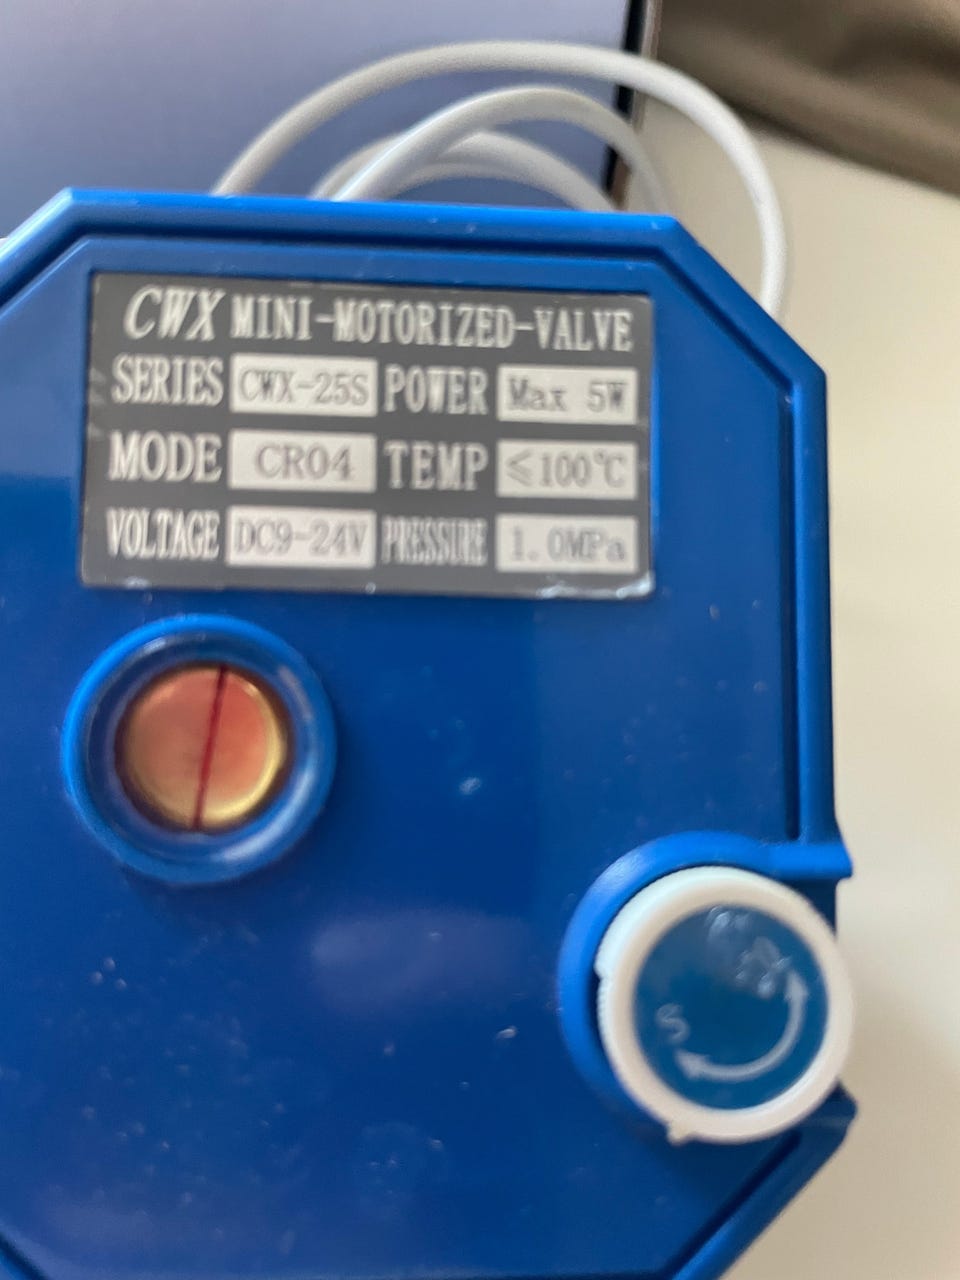 CWX MINI-MOTORIZED-VALVE
SERIES CWX-25S POWER Max 5W
MODE CR04 TEMP ≤100℃
VOLTAGE DC9-24V PRESSURE 1.0MPa
S